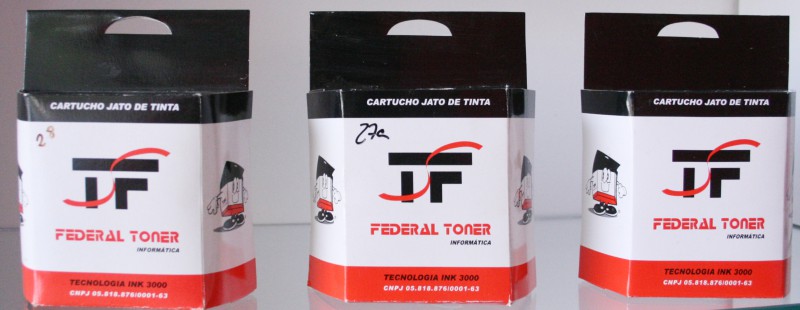 CARTUCHO JATO DE TINTA
28
TF
FEDERAL TONER
INFORMÁTICA
TECNOLOGIA INK 3000
CNPJ 05.818.876/0001-63
CARTUCHO JATO DE TINTA
27a
TF
FEDERAL TONER
INFORMÁTICA
TECNOLOGIA INK 3000
CNPJ 05.818.876/0001-63
CARTUCHO JATO DE TINTA
TF
FEDERAL TONER
INFORMÁTICA
TECNOLOGIA INK 3000
CNPJ 05.818.876/0001-63